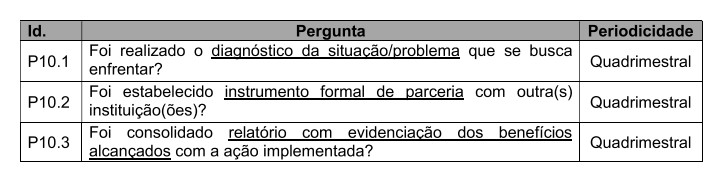 Id. Pergunta Periodicidade
P10.1 Foi realizado o diagnóstico da situação/problema que se busca enfrentar? Quadrimestral
P10.2 Foi estabelecido instrumento formal de parceria com outra(s) instituição(ões)? Quadrimestral
P10.3 Foi consolidado relatório com evidenciação dos benefícios alcançados com a ação implementada? Quadrimestral